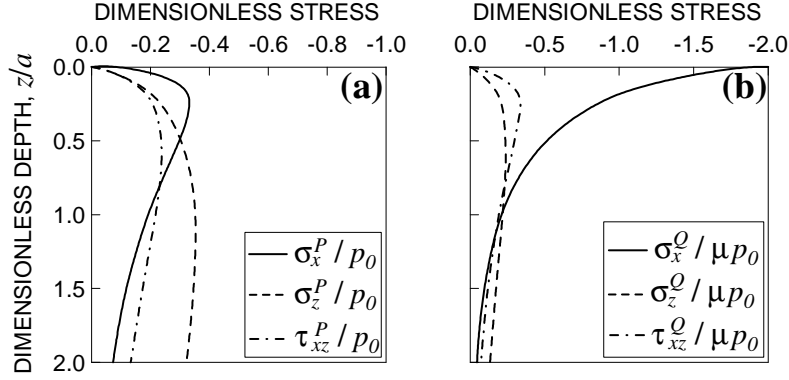 DIMENSIONLESS STRESS
0.0 -0.2 -0.4 -0.6 -0.8 -1.0
DIMENSIONLESS DEPTH, z/a
0.0
0.5
1.0
1.5
2.0
(a)
σ_x^P / p_0
σ_z^P / p_0
τ_xz^P / p_0
DIMENSIONLESS STRESS
0.0 -0.5 -1.0 -1.5 -2.0
(b)
σ_x^Q / μp_0
σ_z^Q / μp_0
τ_xz^Q / μp_0